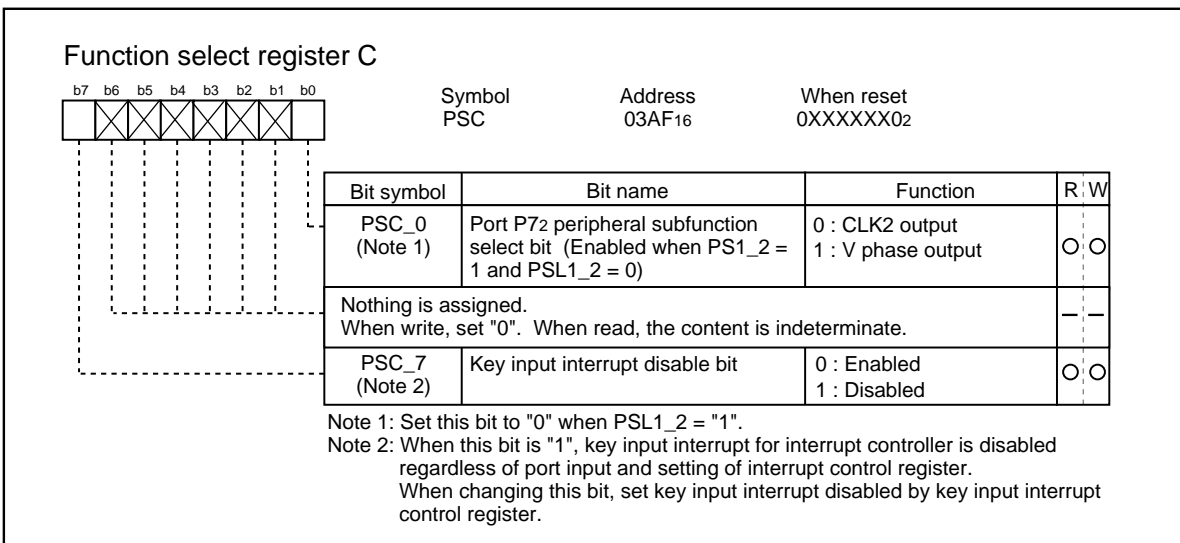 Function select register C
b7 b6 b5 b4 b3 b2 b1 b0
Symbol Address When reset
PSC 03AF16 0XXXXXX02
Bit symbol Bit name Function R W
PSC_0 Port P72 peripheral subfunction 0 : CLK2 output
(Note 1) select bit (Enabled when PS1_2 = 1 : V phase output
1 and PSL1_2 = 0)
Nothing is assigned.
When write, set "0". When read, the content is indeterminate.
PSC_7 Key input interrupt disable bit 0 : Enabled
(Note 2) 1 : Disabled
Note 1: Set this bit to "0" when PSL1_2 = "1".
Note 2: When this bit is "1", key input interrupt for interrupt controller is disabled
regardless of port input and setting of interrupt control register.
When changing this bit, set key input interrupt disabled by key input interrupt
control register.